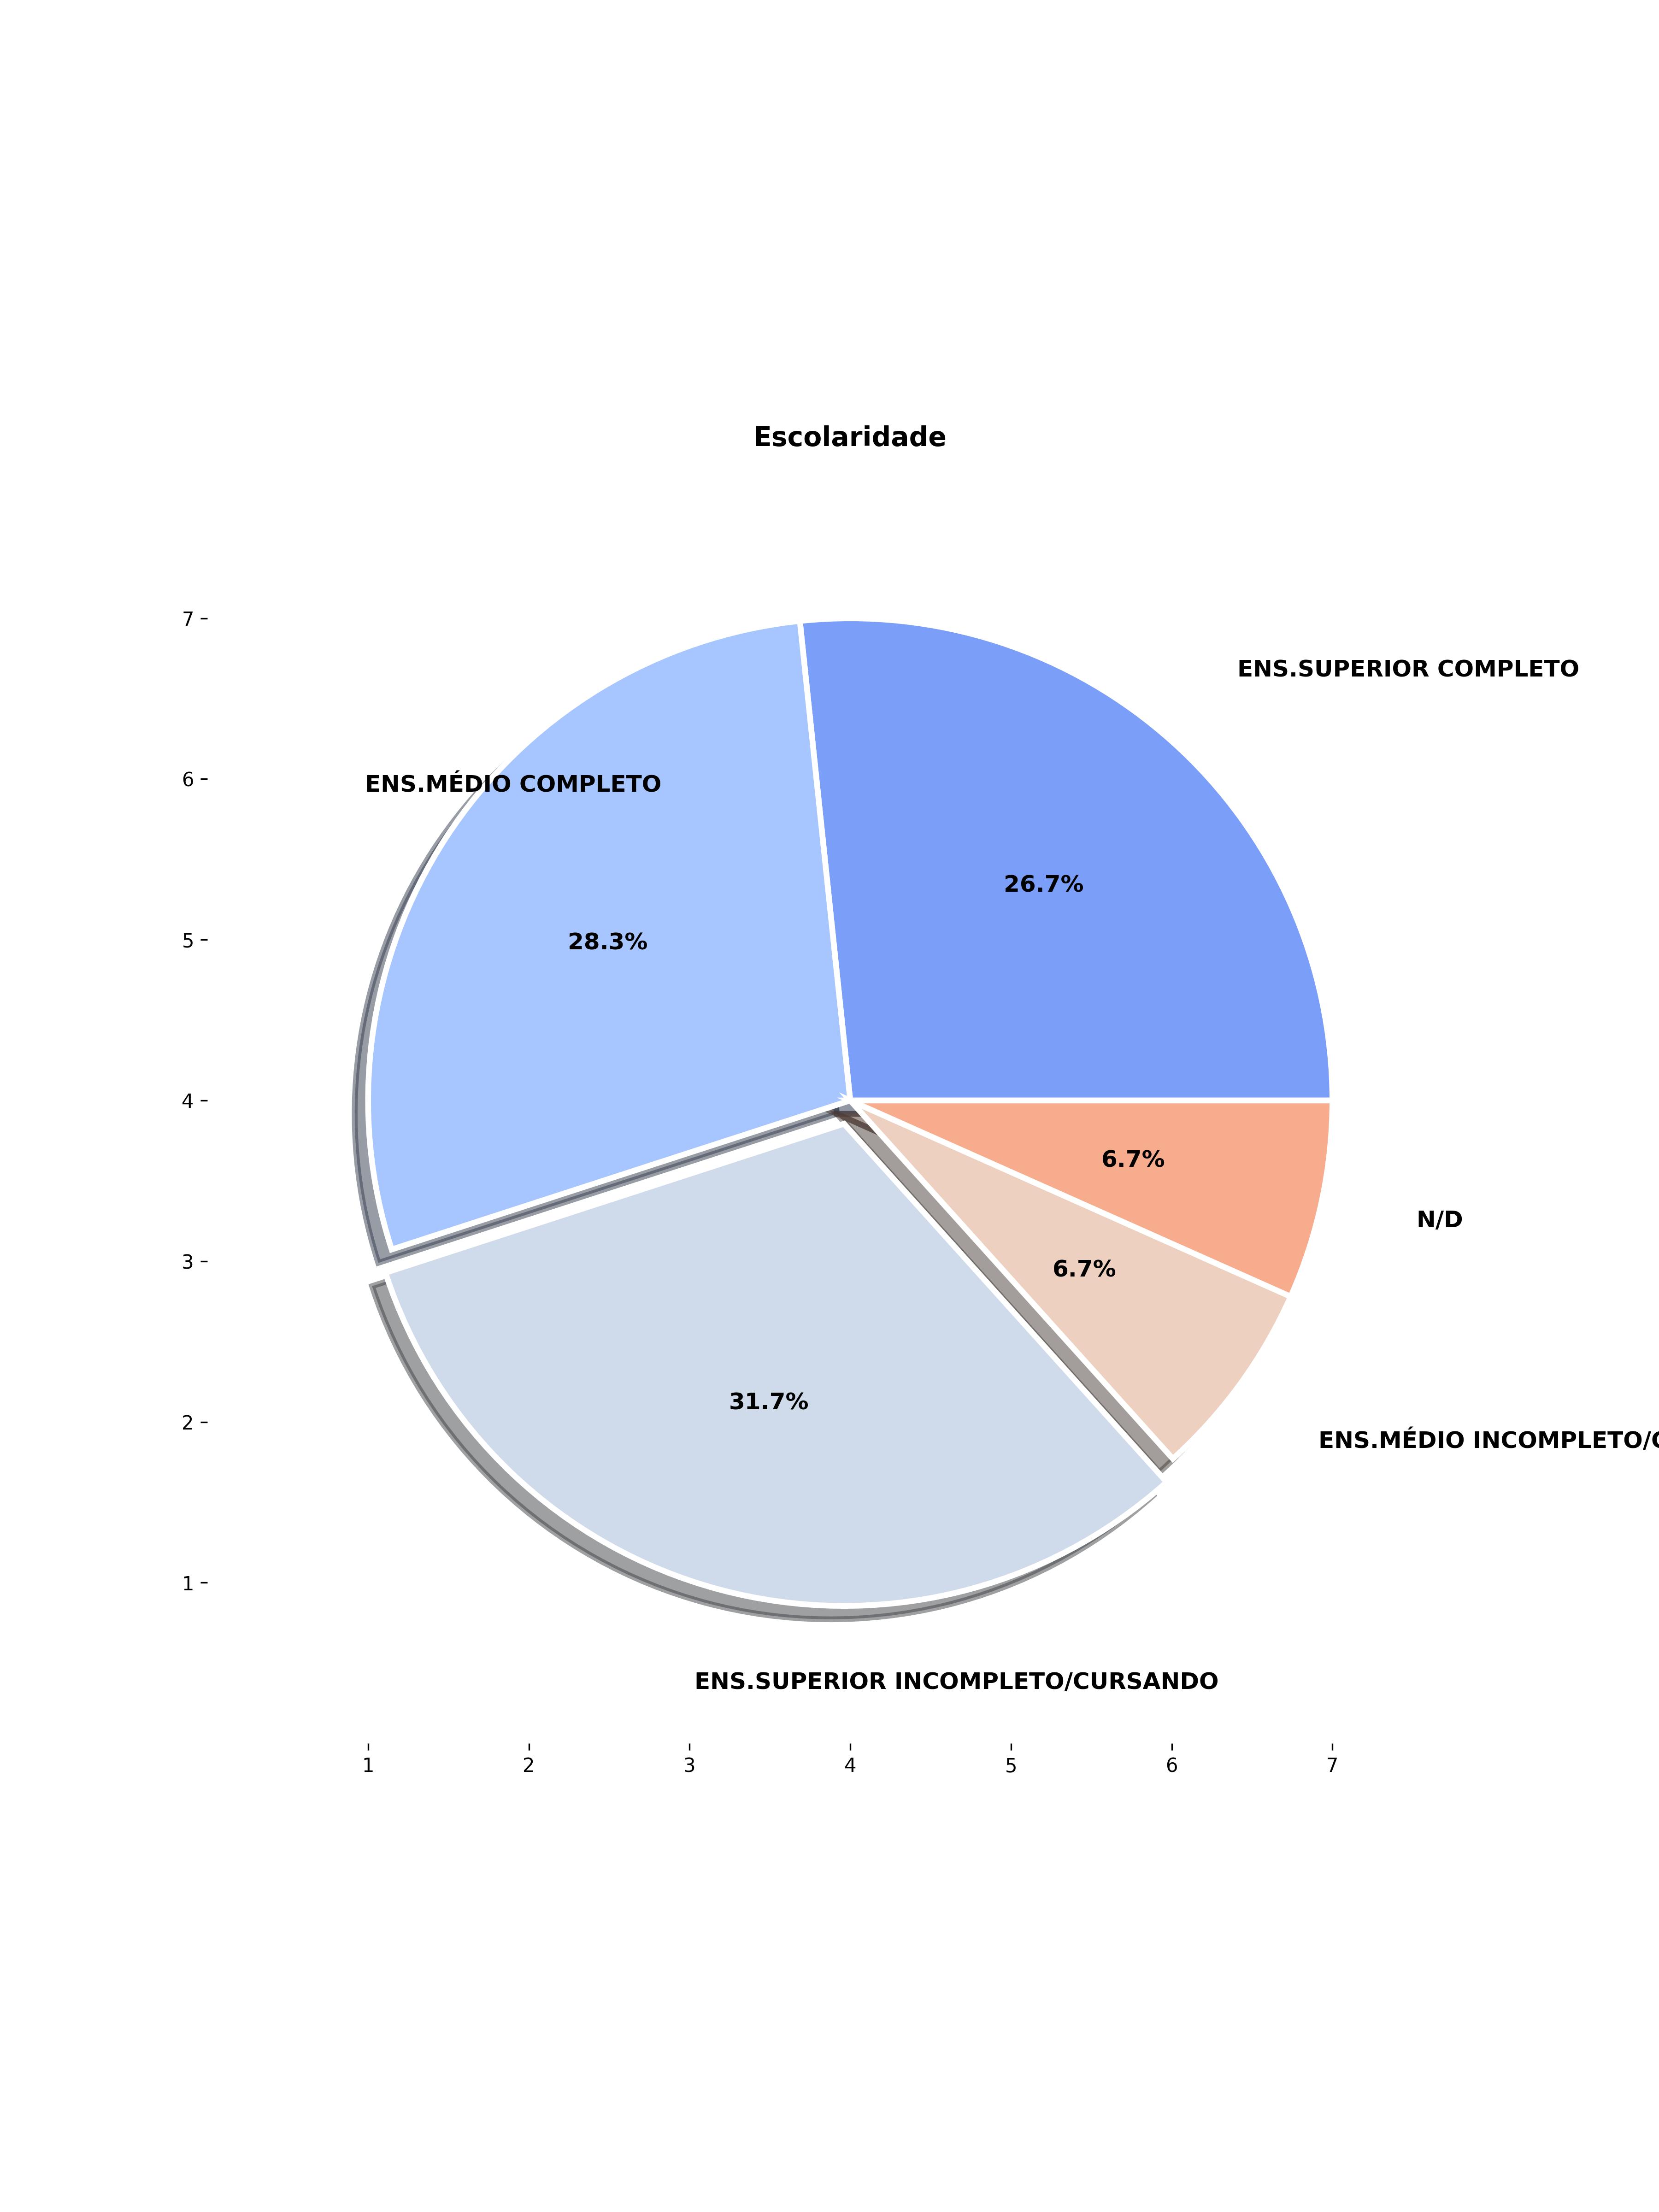 Escolaridade
7
ENS.SUPERIOR COMPLETO
6
ENS.MÉDIO COMPLETO
26.7%
5
28.3%
4
6.7%
N/D
3
6.7%
31.7%
2
ENS.MÉDIO INCOMPLETO/
1
ENS.SUPERIOR INCOMPLETO/CURSANDO
1 2 3 4 5 6 7